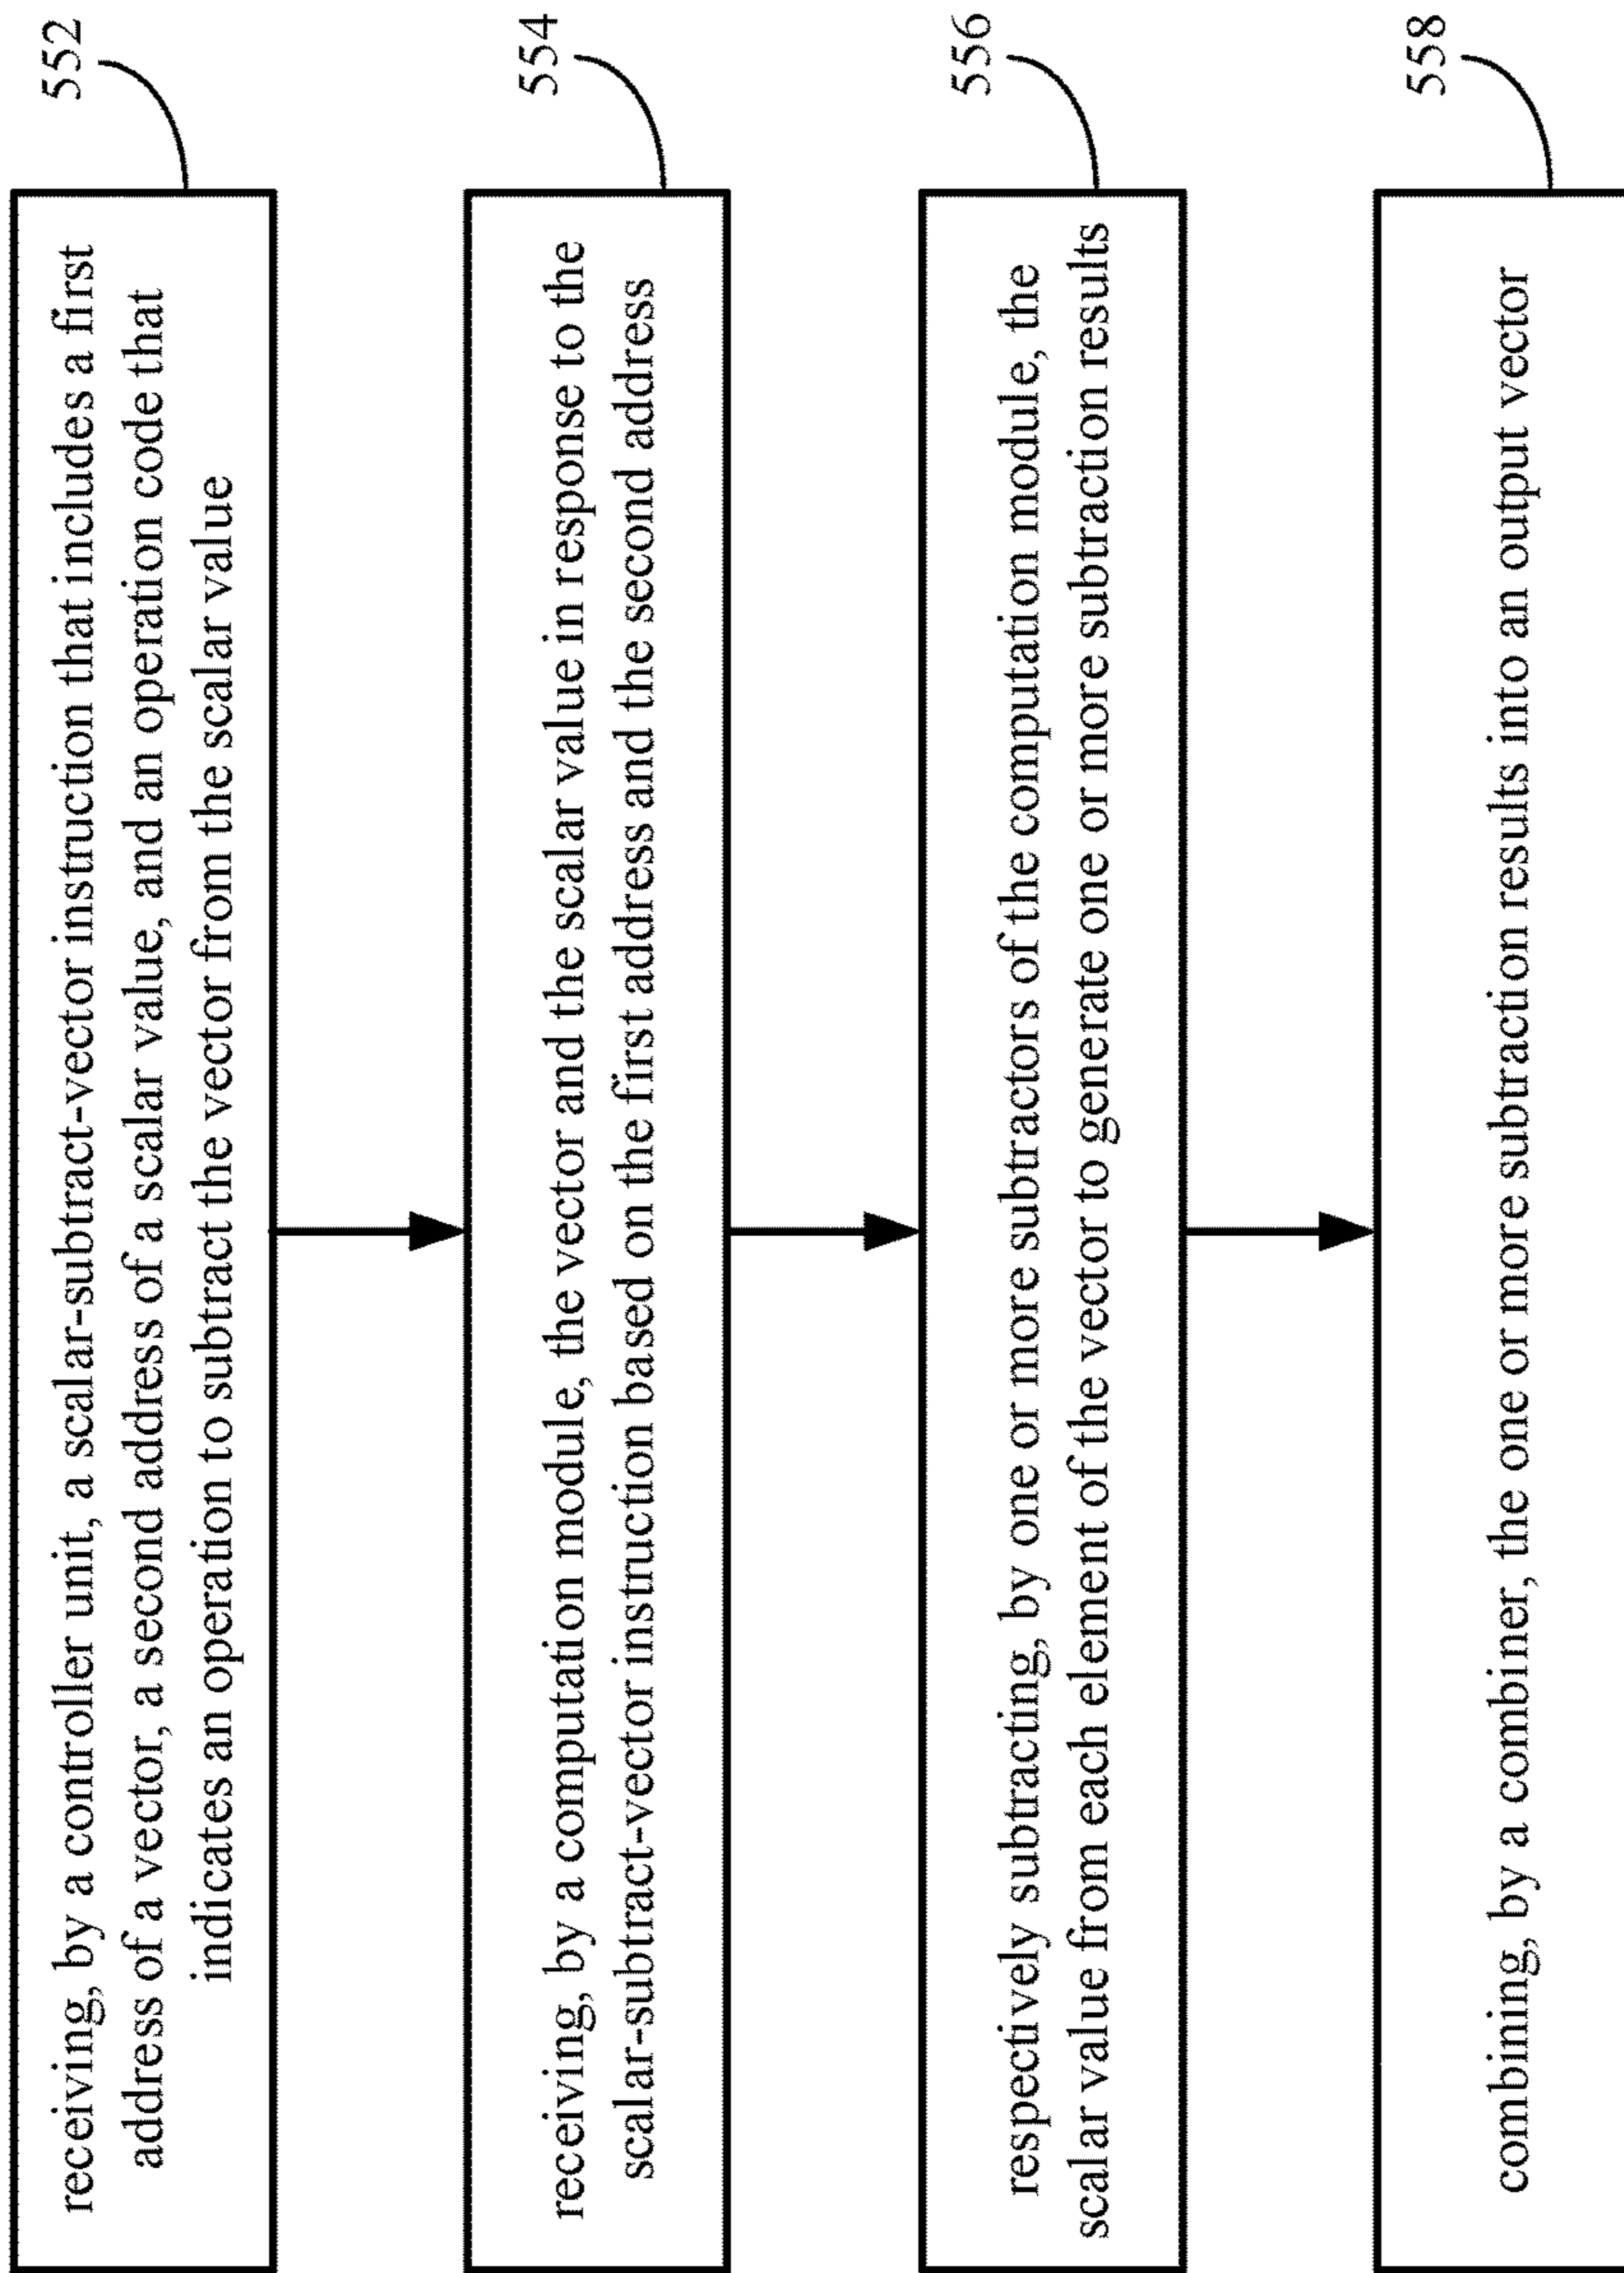 receiving, by a controller unit, a scalar-subtract-vector instruction that includes a first
address of a vector, a second address of a scalar value, and an operation code that
indicates an operation to subtract the vector from the scalar value
552
receiving, by a computation module, the vector and the scalar value in response to the
scalar-subtract-vector instruction based on the first address and the second address
554
respectively subtracting, by one or more subtractors of the computation module, the
scalar value from each element of the vector to generate one or more subtraction results
556
combining, by a combiner, the one or more subtraction results into an output vector
558